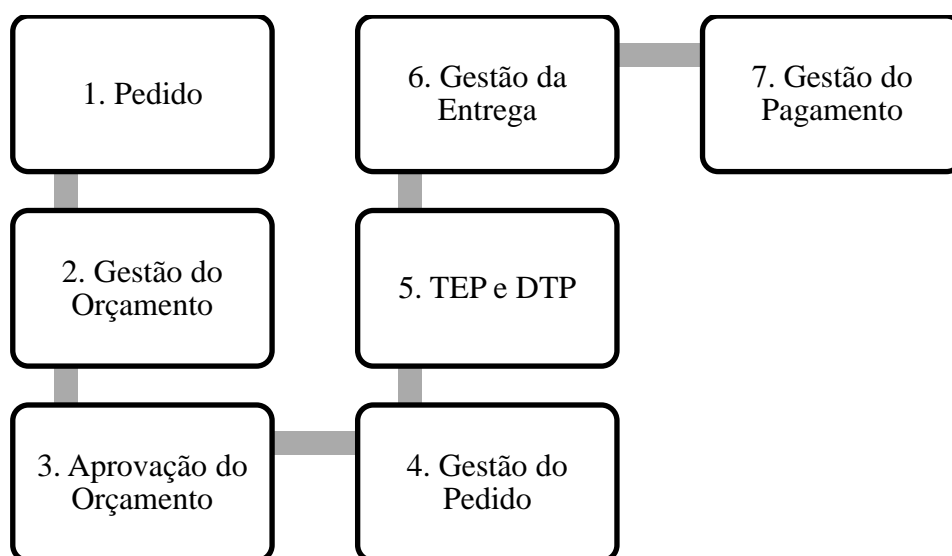 1. Pedido
2. Gestão do
Orçamento
3. Aprovação do
Orçamento
4. Gestão do
Pedido
5. TEP e DTP
6. Gestão da
Entrega
7. Gestão do
Pagamento